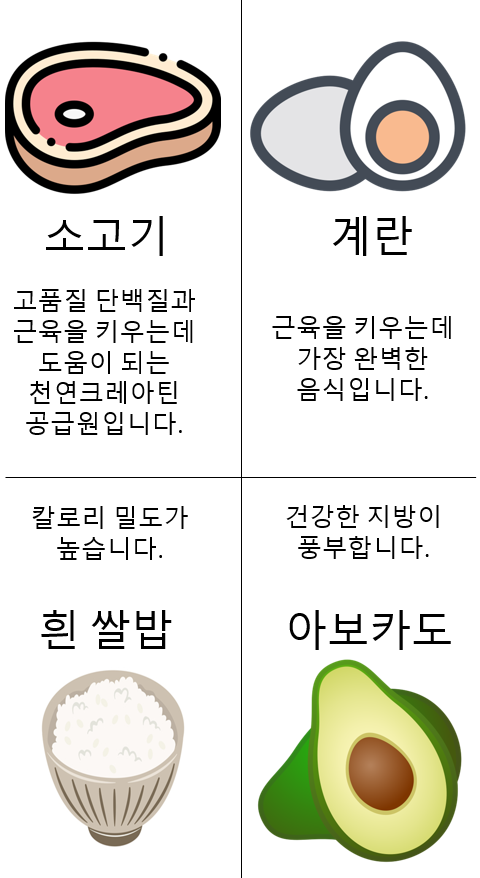 소고기
고품질 단백질과
근육을 키우는데
도움이 되는
천연크레아틴
공급원입니다.
계란
근육을 키우는데
가장 완벽한
음식입니다.
칼로리 밀도가
높습니다.
흰 쌀밥
건강한 지방이
풍부합니다.
아보카도